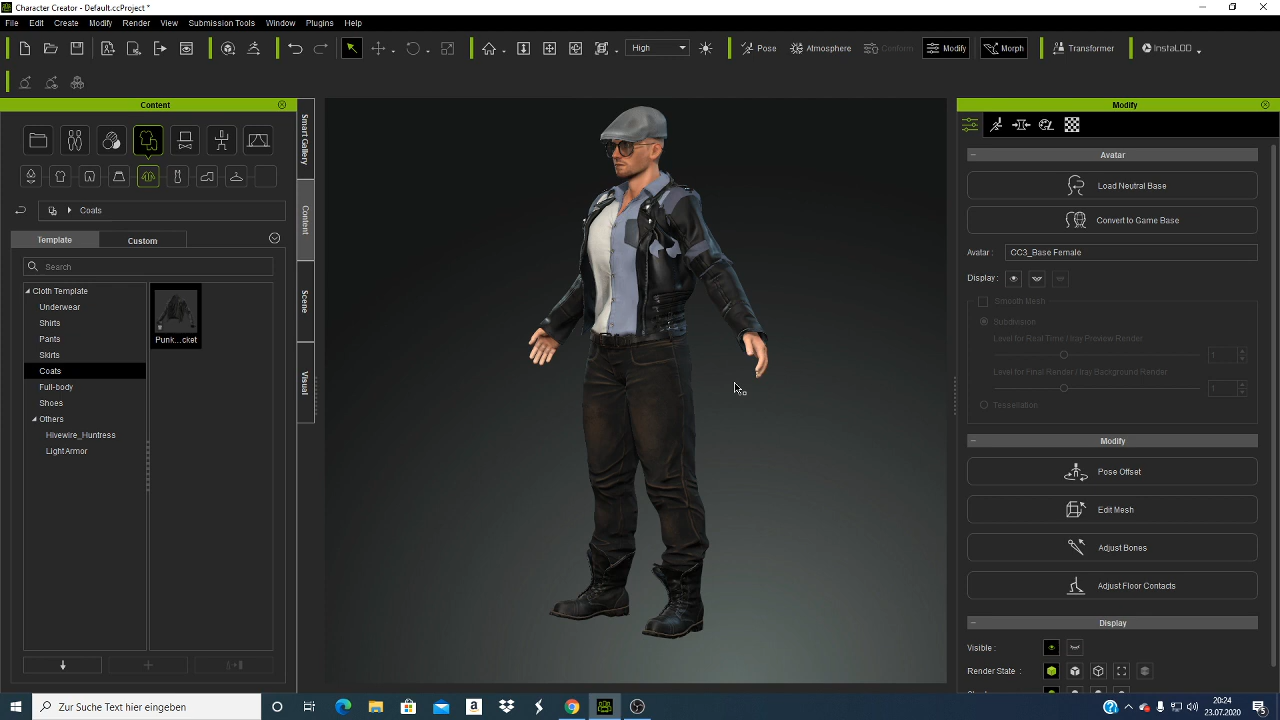 Character Creator - Default.ccProject *
File Edit Create Modify Render View Submission Tools Window Plugins Help
High Pose Atmosphere Conform Modify Morph Transformer InstaLOD
Content
Smart Gallery
Content
Scene
Visual
Coats
Template Custom
Search
Cloth Template
Underwear
Shirts
Pants
Skirts
Coats
Full-body
Shoes
Others
Hivewire_Huntress
Light Armor
Punk...cket
Modify
Avatar
Load Neutral Base
Convert to Game Base
Avatar : CC3_Base Female
Display :
Smooth Mesh
Subdivision
Level for Real Time / Iray Preview Render
1
Level for Final Render / Iray Background Render
1
Tessellation
Modify
Pose Offset
Edit Mesh
Adjust Bones
Adjust Floor Contacts
Display
Visible :
Render State :
Zur Suche Text hier eingeben
20:24
23.07.2020